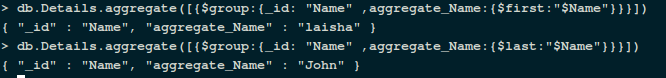 > db.Details.aggregate([{$group:{_id: "Name" ,aggregate_Name:{$first:"$Name"}}}])
{ "_id" : "Name", "aggregate_Name" : "laisha" }
> db.Details.aggregate([{$group:{_id: "Name" ,aggregate_Name:{$last:"$Name"}}}])
{ "_id" : "Name", "aggregate_Name" : "John" }